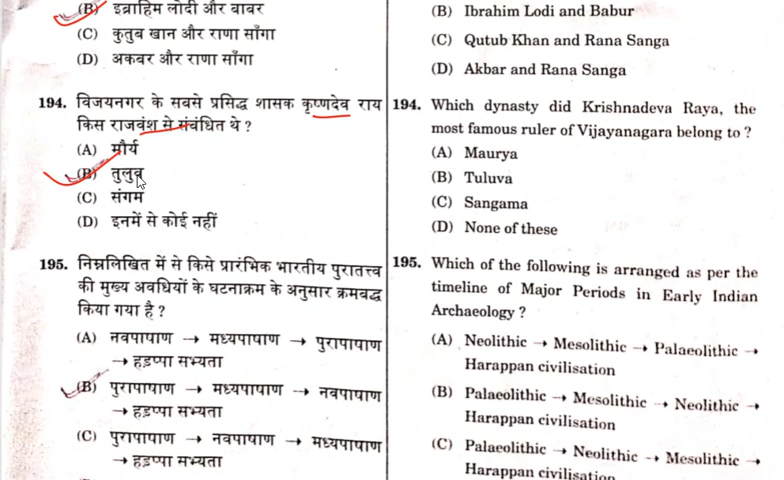 (B) इब्राहिम लोदी और बाबर
(C) कुतुब खान और राणा साँगा
(D) अकबर और राणा साँगा
194. विजयनगर के सबसे प्रसिद्ध शासक कृष्णदेव राय
किस राजवंश से संबंधित थे ?
(A) मौर्य
(B) तुलुव
(C) संगम
(D) इनमें से कोई नहीं
195. निम्नलिखित में से किसे प्रारंभिक भारतीय पुरातत्त्व
की मुख्य अवधियों के घटनाक्रम के अनुसार क्रमबद्ध
किया गया है ?
(A) नवपाषाण → मध्यपाषाण → पुरापाषाण
→ हड़प्पा सभ्यता
(B) पुरापाषाण → मध्यपाषाण → नवपाषाण
→ हड़प्पा सभ्यता
(C) पुरापाषाण → नवपाषाण → मध्यपाषाण
→ हड़प्पा सभ्यता
(B) Ibrahim Lodi and Babur
(C) Qutub Khan and Rana Sanga
(D) Akbar and Rana Sanga
194. Which dynasty did Krishnadeva Raya, the
most famous ruler of Vijayanagara belong to ?
(A) Maurya
(B) Tuluva
(C) Sangama
(D) None of these
195. Which of the following is arranged as per the
timeline of Major Periods in Early Indian
Archaeology ?
(A) Neolithic → Mesolithic → Palaeolithic →
Harappan civilisation
(B) Palaeolithic → Mesolithic → Neolithic →
Harappan civilisation
(C) Palaeolithic → Neolithic → Mesolithic →
Harappan civilisation